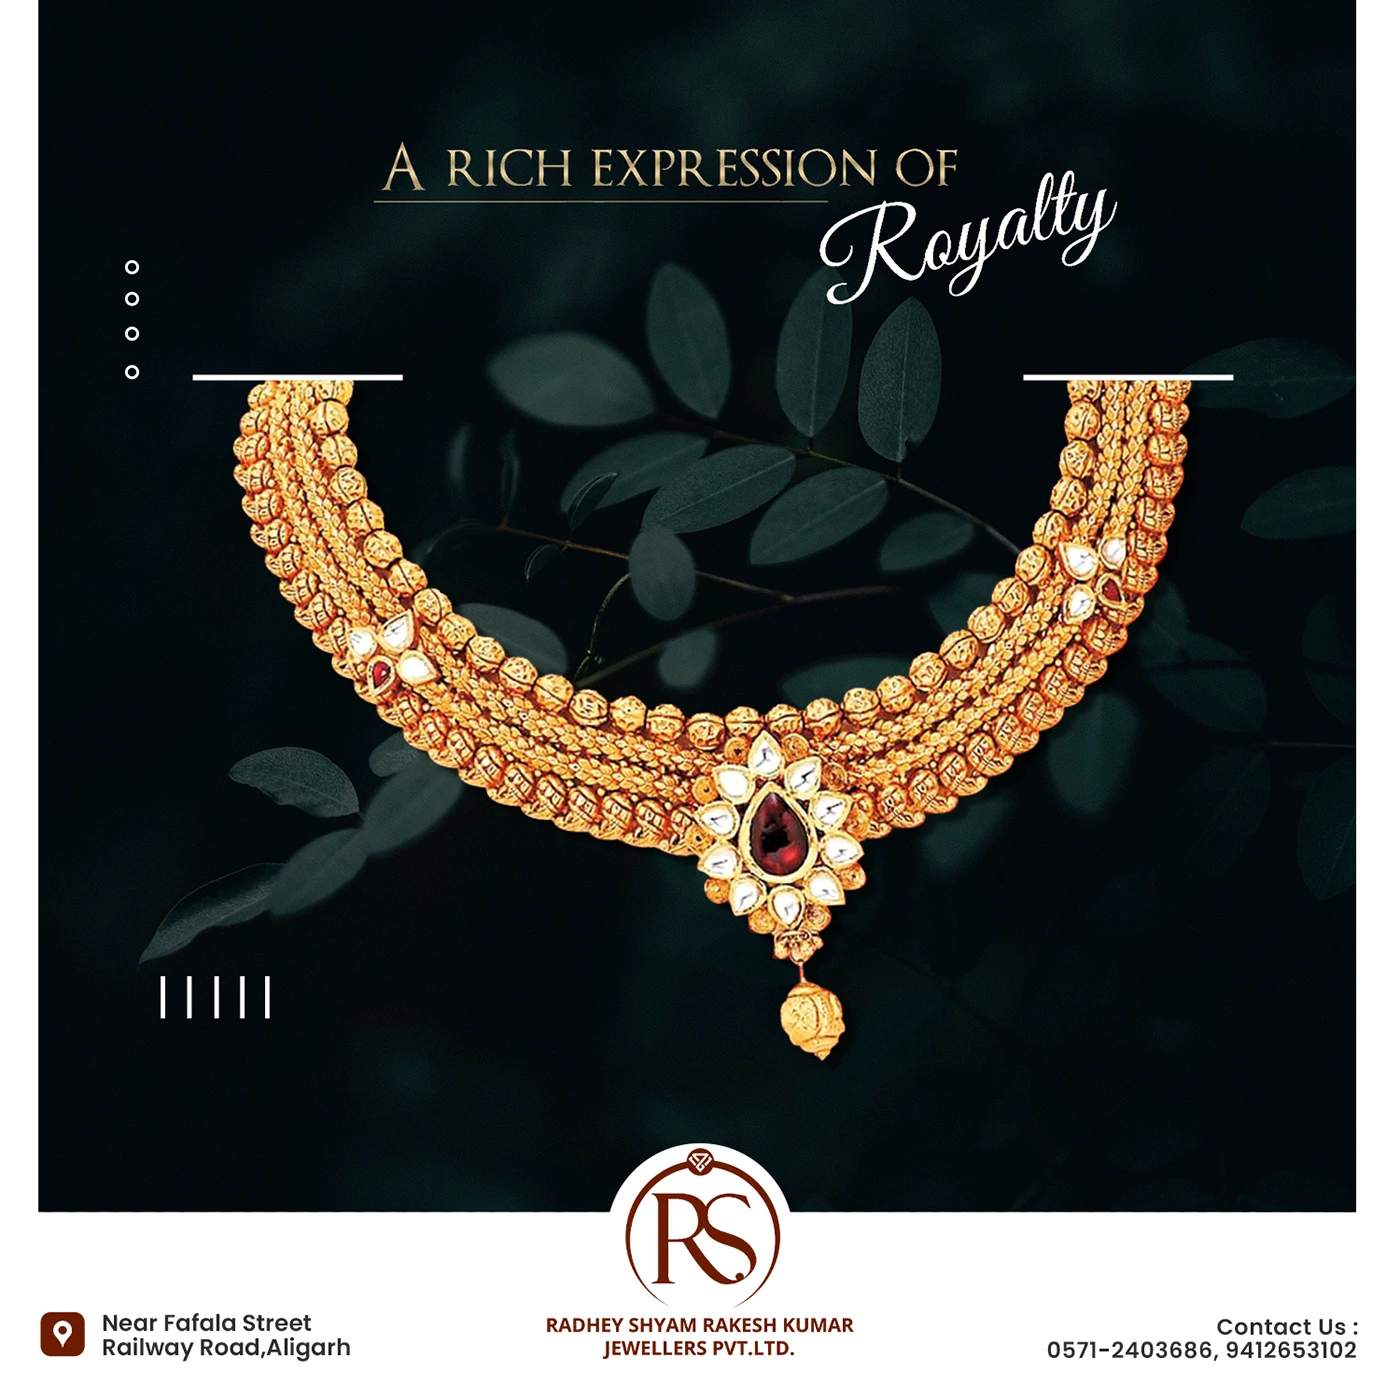 A RICH EXPRESSION OF
Royalty
RS
RADHEY SHYAM RAKESH KUMAR
JEWELLERS PVT.LTD.
Near Fafala Street
Railway Road,Aligarh
Contact Us :
0571-2403686, 9412653102